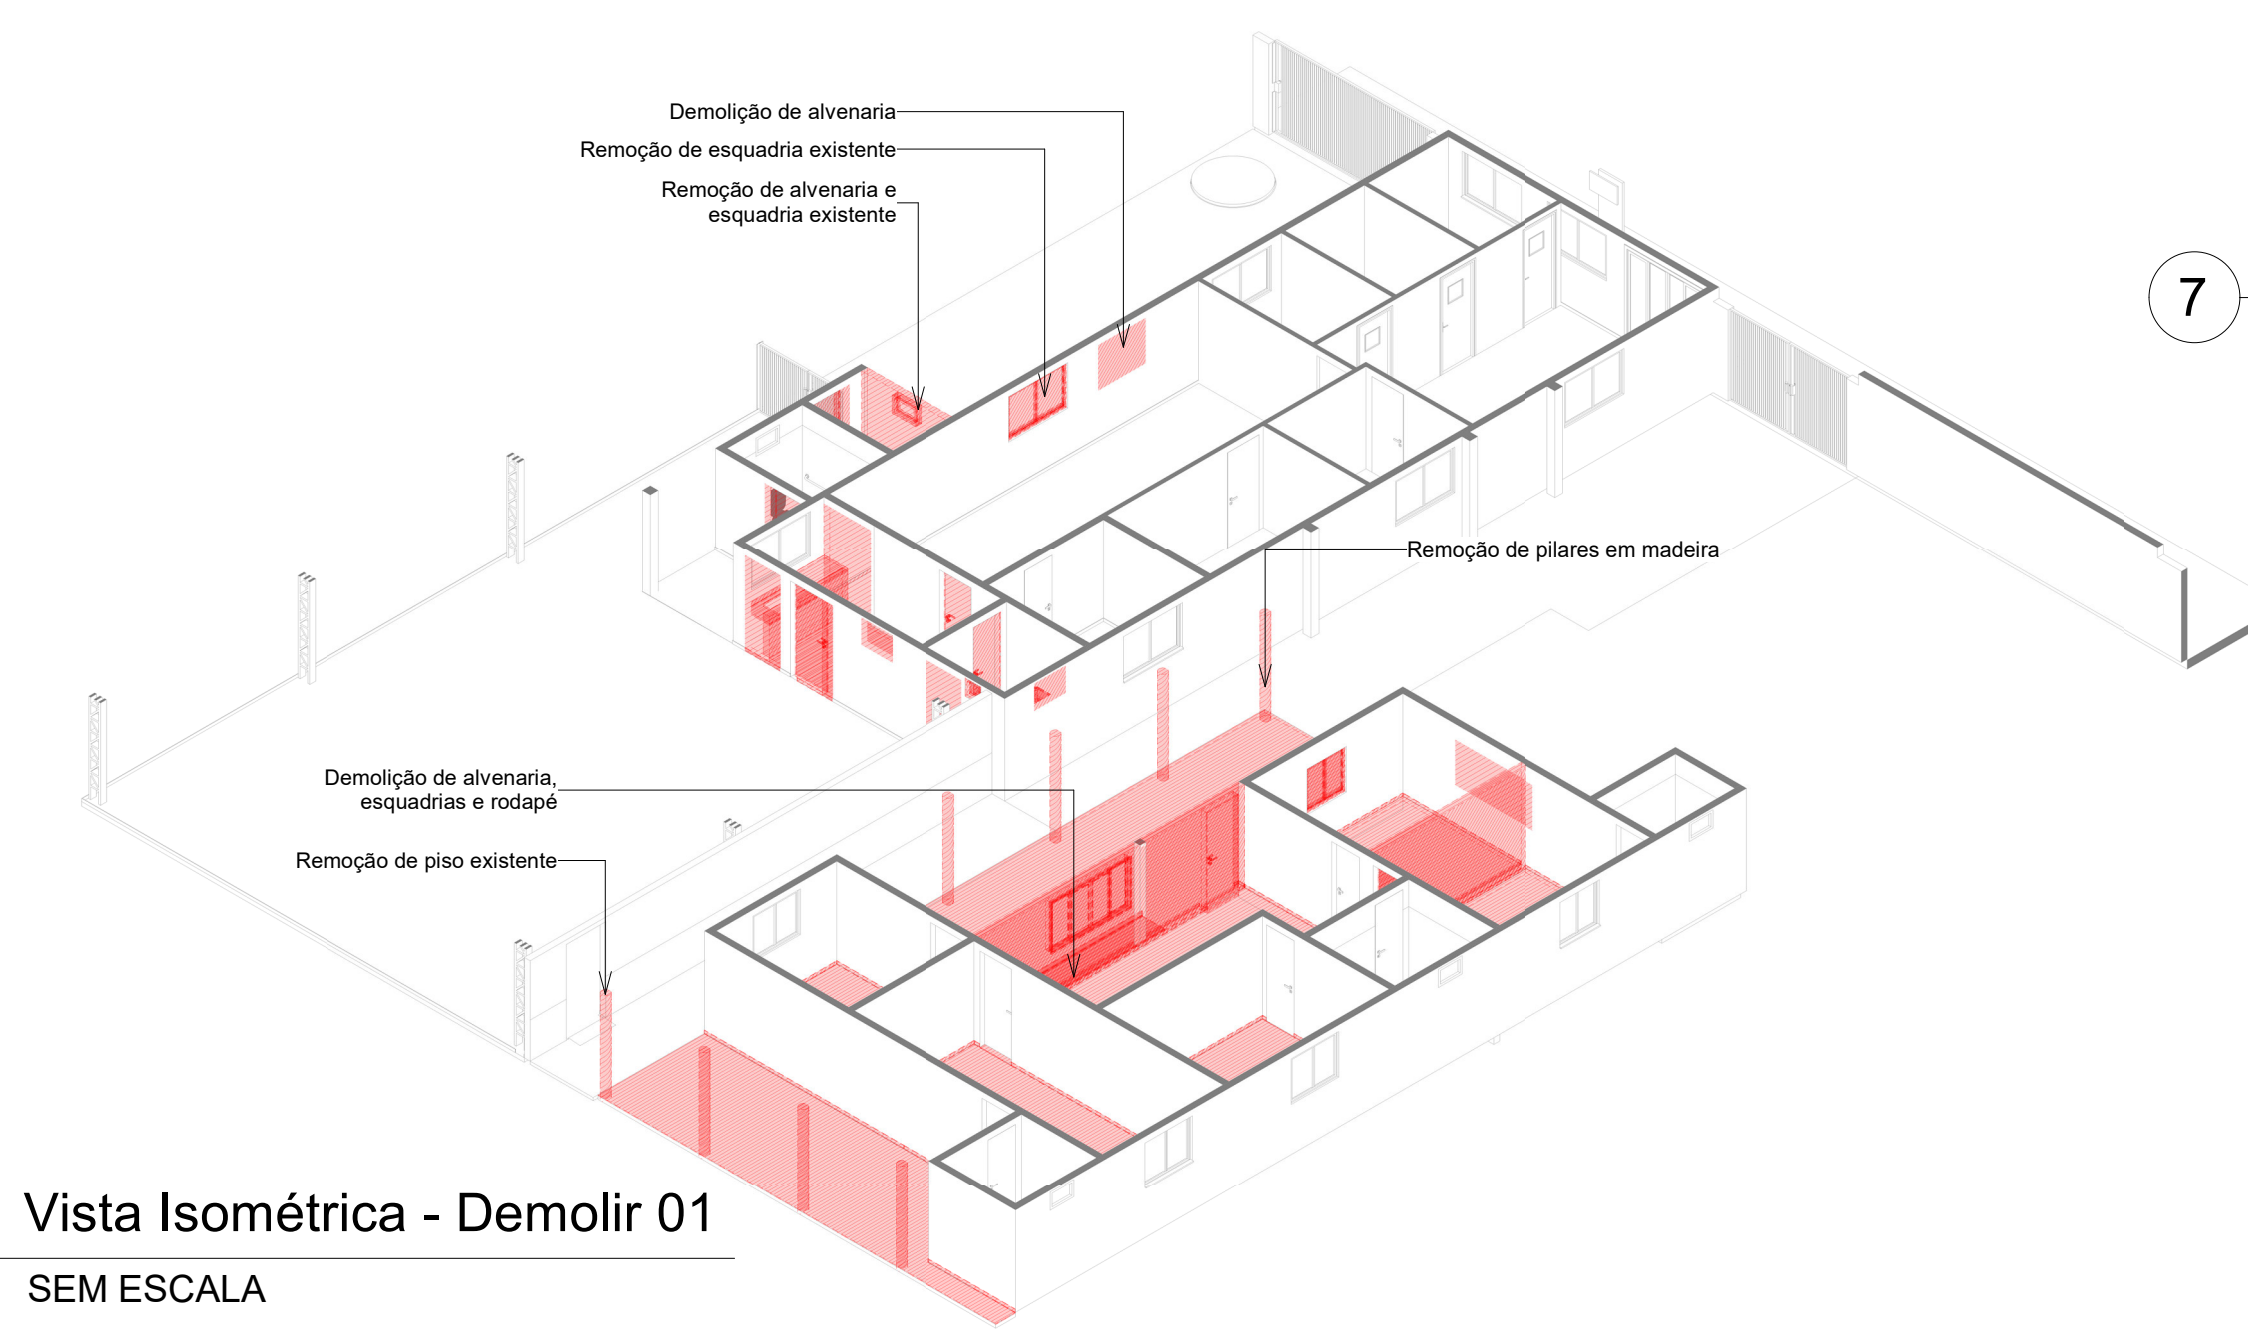 Demolição de alvenaria
Remoção de esquadria existente
Remoção de alvenaria e
esquadria existente
7
Remoção de pilares em madeira
Demolição de alvenaria,
esquadrias e rodapé
Remoção de piso existente
Vista Isométrica - Demolir 01
SEM ESCALA